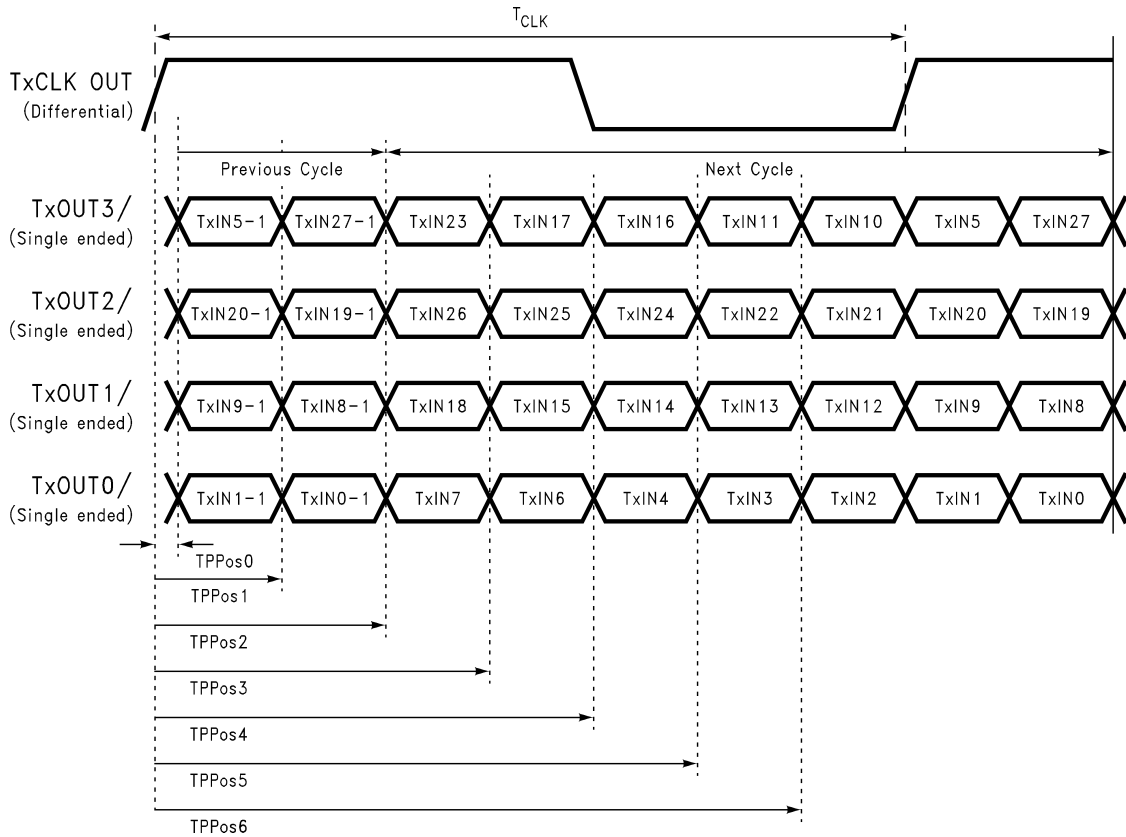 TCLK
TxCLK OUT
(Differential)
Previous Cycle
Next Cycle
TxOUT3/
(Single ended)
TxIN5-1 TxIN27-1 TxIN23 TxIN17 TxIN16 TxIN11 TxIN10 TxIN5 TxIN27
TxOUT2/
(Single ended)
TxIN20-1 TxIN19-1 TxIN26 TxIN25 TxIN24 TxIN22 TxIN21 TxIN20 TxIN19
TxOUT1/
(Single ended)
TxIN9-1 TxIN8-1 TxIN18 TxIN15 TxIN14 TxIN13 TxIN12 TxIN9 TxIN8
TxOUT0/
(Single ended)
TxIN1-1 TxIN0-1 TxIN7 TxIN6 TxIN4 TxIN3 TxIN2 TxIN1 TxIN0
TPPos0
TPPos1
TPPos2
TPPos3
TPPos4
TPPos5
TPPos6